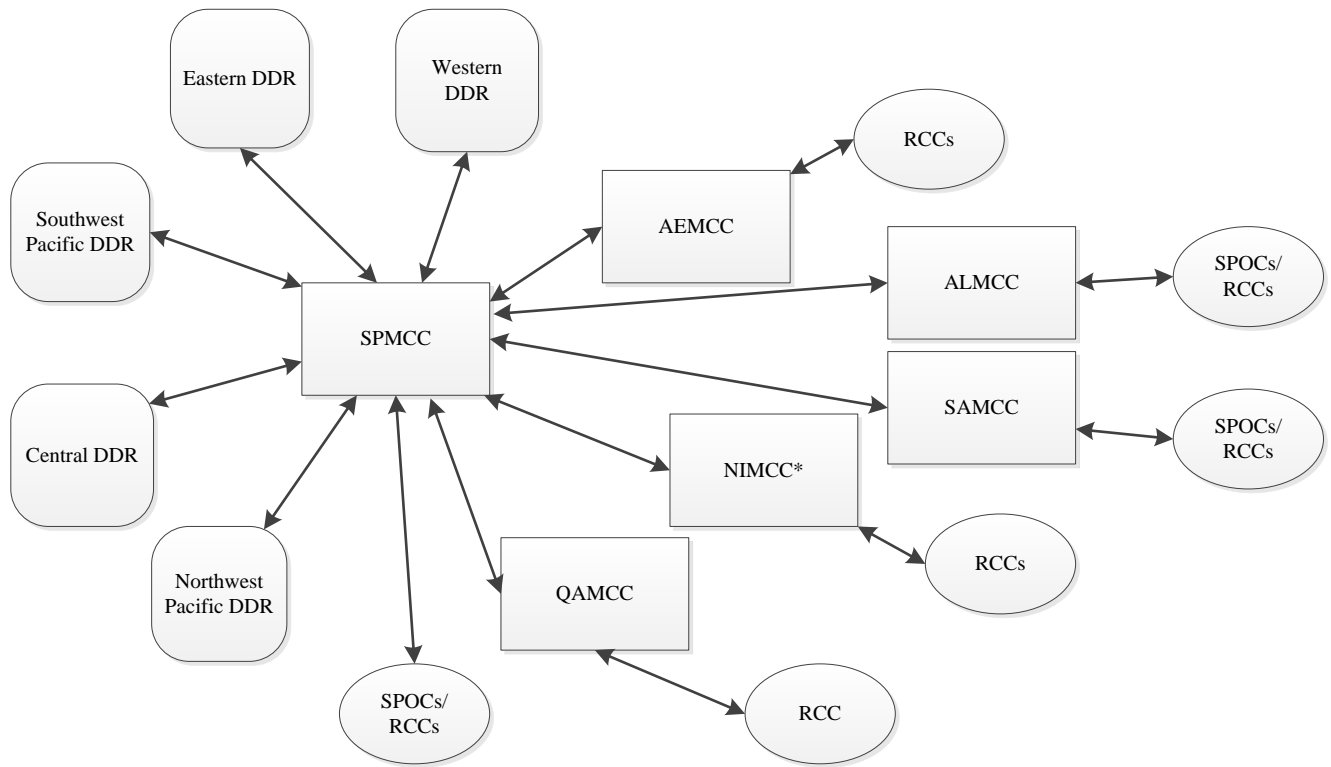 Eastern DDR
Western
DDR
RCCs
Southwest
Pacific DDR
AEMCC
ALMCC
SPOCs/
RCCs
SPMCC
SAMCC
SPOCs/
RCCs
Central DDR
NIMCC*
RCCs
Northwest
Pacific DDR
QAMCC
SPOCs/
RCCs
RCC